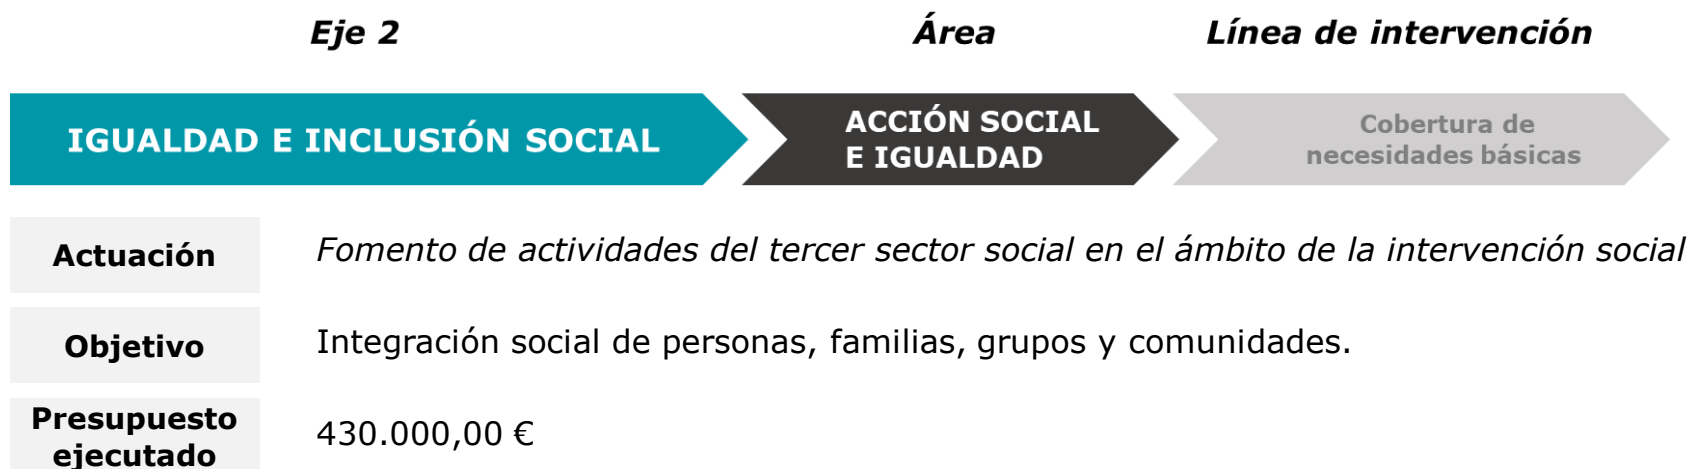 Eje 2
Área
Línea de intervención
IGUALDAD E INCLUSIÓN SOCIAL
ACCIÓN SOCIAL
E IGUALDAD
Cobertura de
necesidades básicas
Actuación
Fomento de actividades del tercer sector social en el ámbito de la intervención social
Objetivo
Integración social de personas, familias, grupos y comunidades.
Presupuesto
ejecutado
430.000,00 €